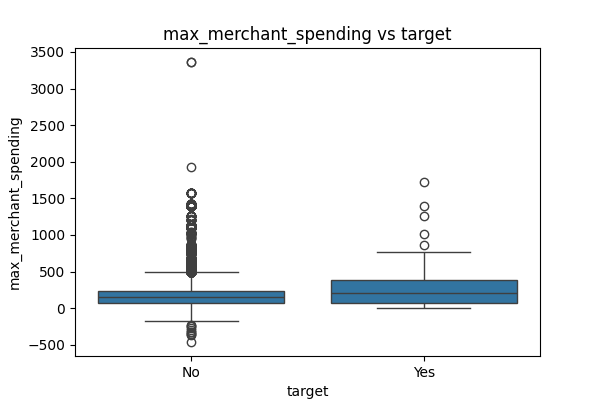 max_merchant_spending vs target
3500
3000
2500
2000
1500
1000
500
0
−500
max_merchant_spending
No
Yes
target